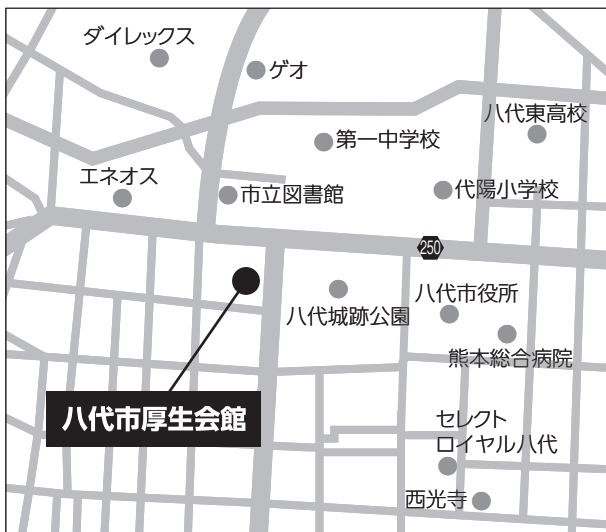 ダイレックス
ゲオ
八代東高校
第一中学校
エネオス
市立図書館
代陽小学校
250
八代城跡公園
八代市役所
熊本総合病院
八代市厚生会館
セレクト
ロイヤル八代
西光寺